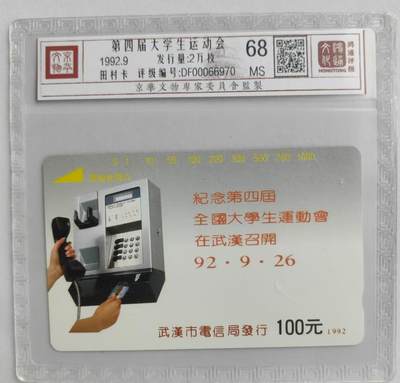 第四届大学生运动会
1992.9 发行量:2万枚
田村卡 评级编号:DF00066970
68
MS
京华文物专家委员会监製
紀念第四屆
全國大學生運動會
在武漢召開
92・9・26
武漢市電信局發行 100元 1992